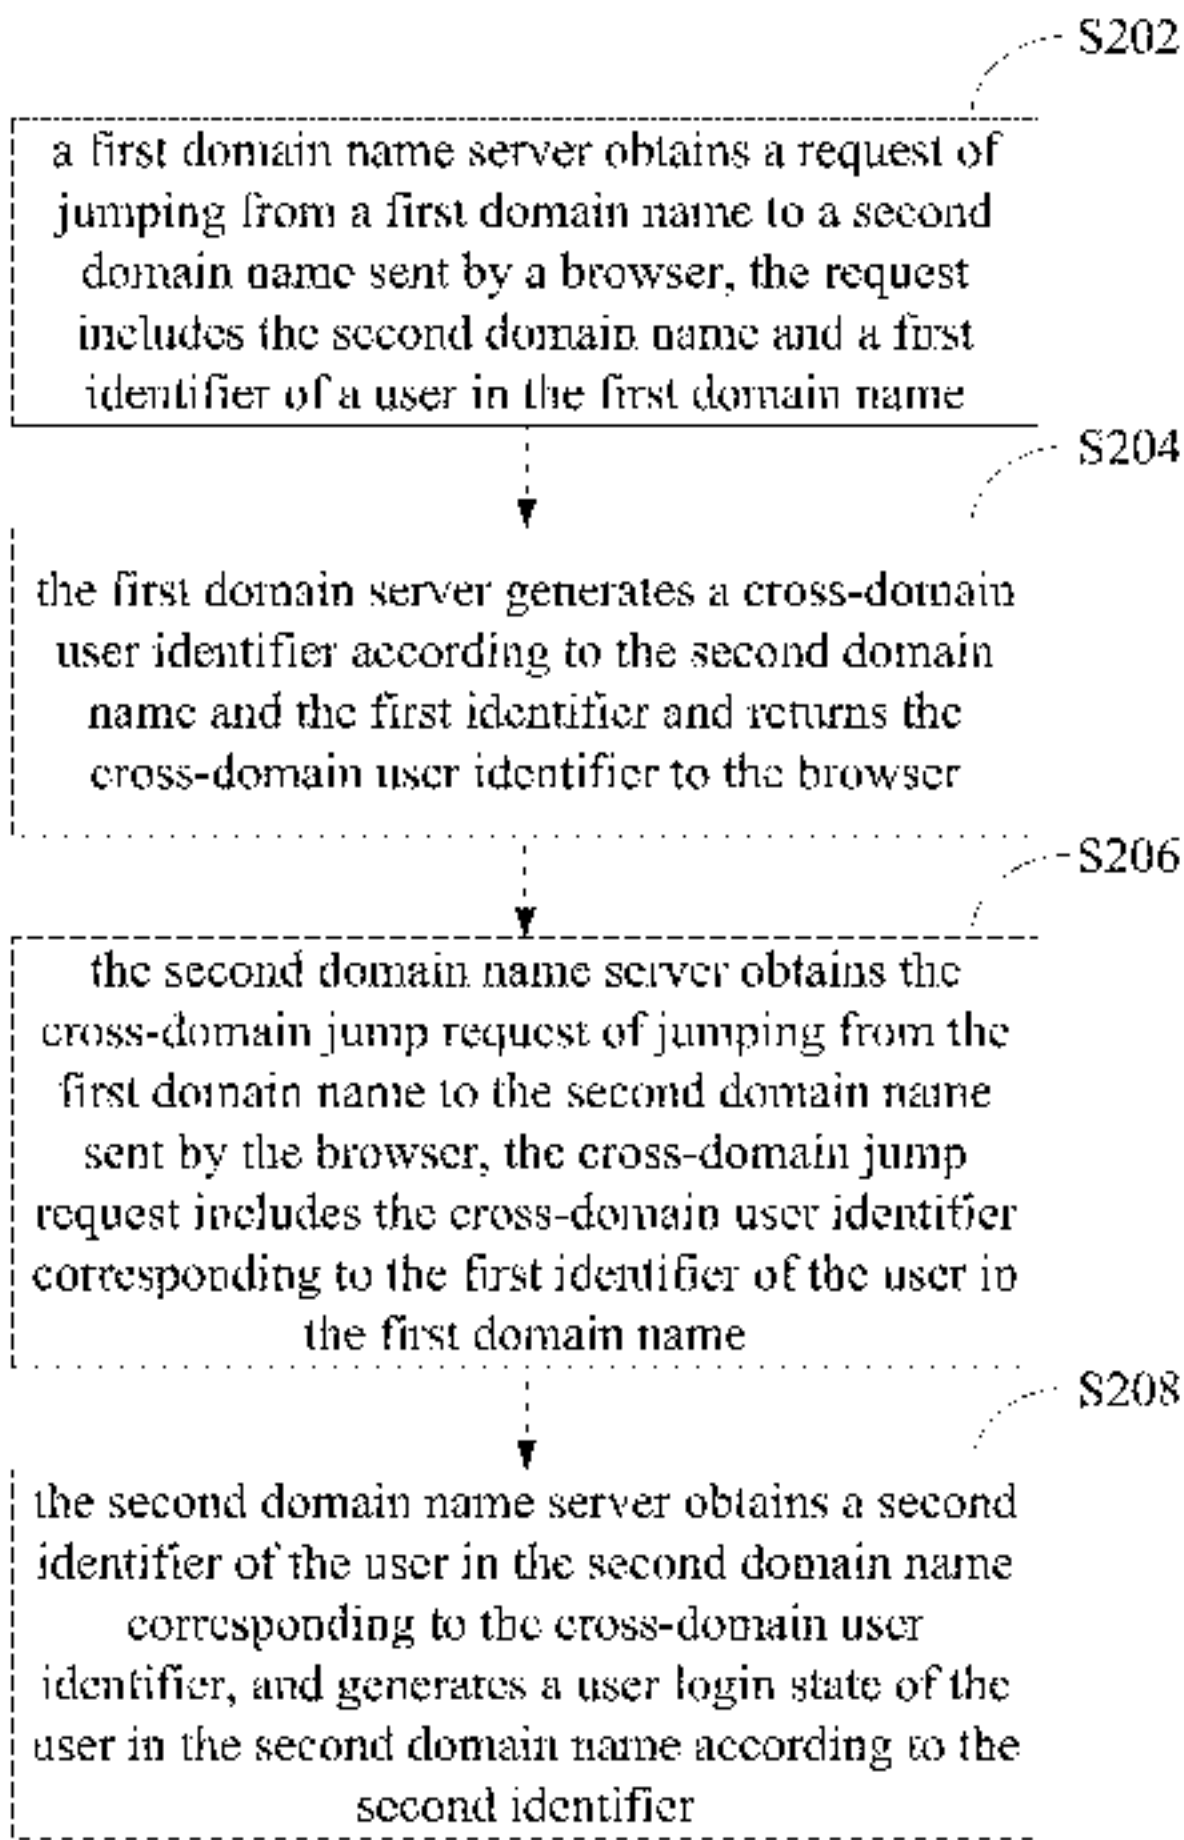 S202
a first domain name server obtains a request of
jumping from a first domain name to a second
domain name sent by a browser, the request
includes the second domain name and a first
identifier of a user in the first domain name
S204
the first domain server generates a cross-domain
user identifier according to the second domain
name and the first identifier and returns the
cross-domain user identifier to the browser
S206
the second domain name server obtains the
cross-domain jump request of jumping from the
first domain name to the second domain name
sent by the browser, the cross-domain jump
request includes the cross-domain user identifier
corresponding to the first identifier of the user in
the first domain name
S208
the second domain name server obtains a second
identifier of the user in the second domain name
corresponding to the cross-domain user
identifier, and generates a user login state of the
user in the second domain name according to the
second identifier